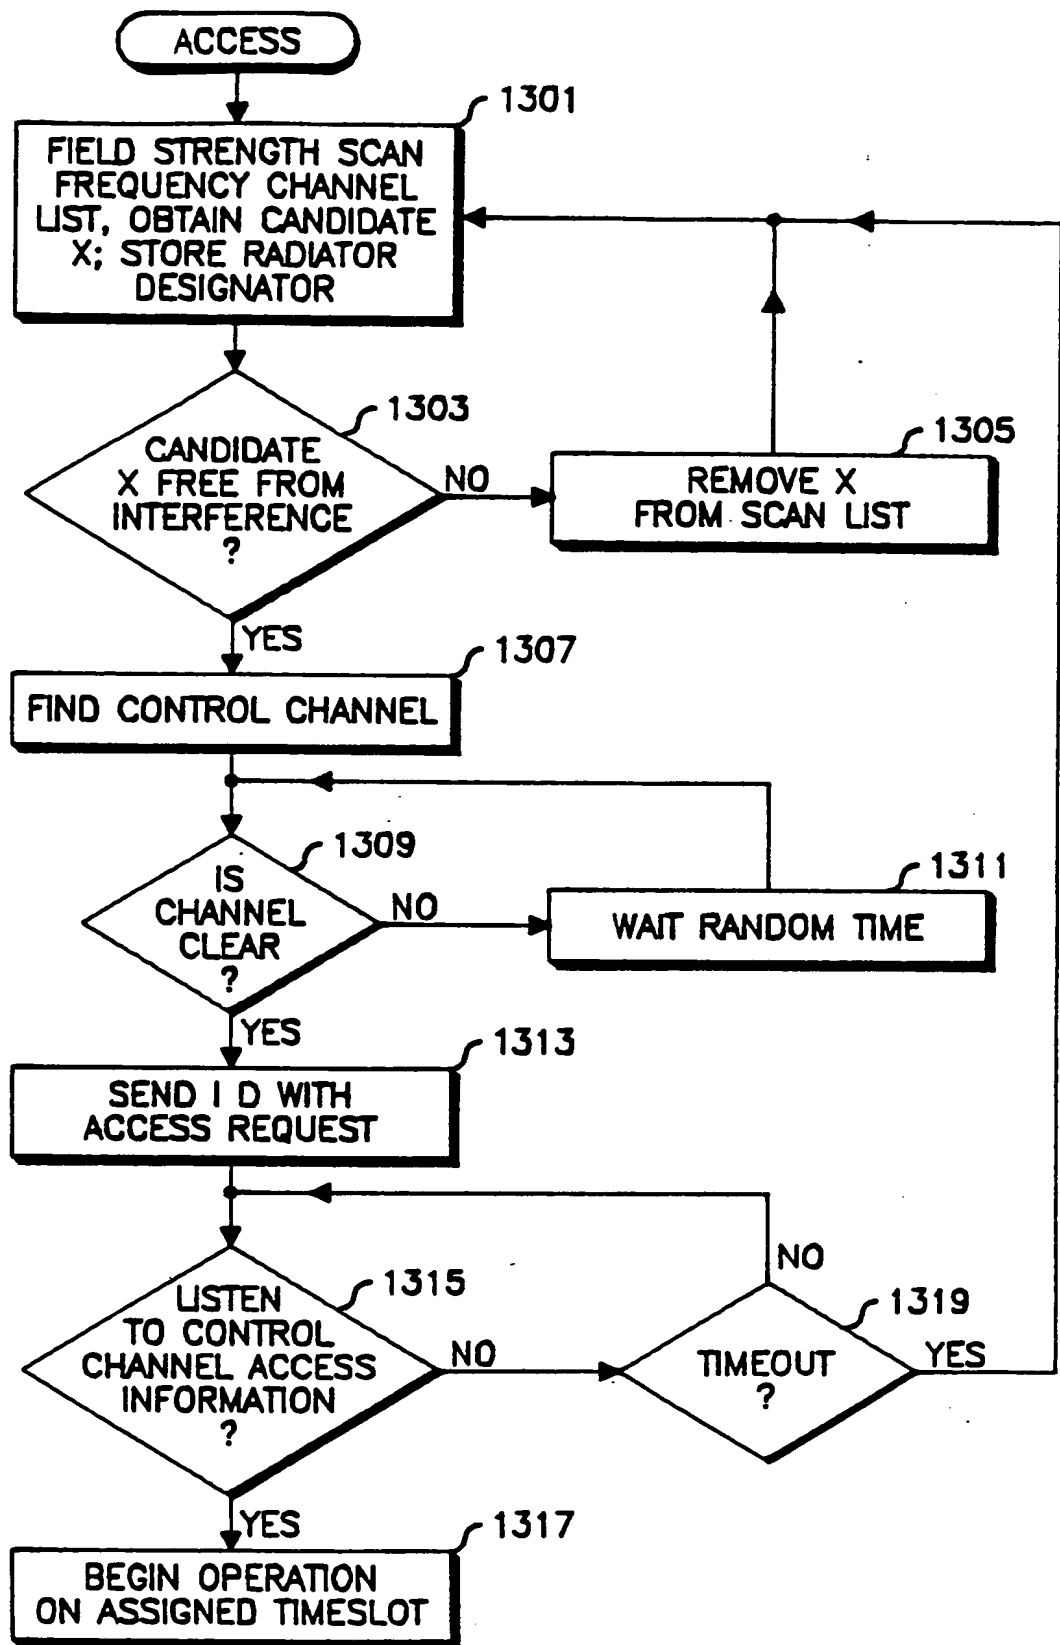 ACCESS
1301
FIELD STRENGTH SCAN
FREQUENCY CHANNEL
LIST, OBTAIN CANDIDATE
X; STORE RADIATOR
DESIGNATOR
1303
CANDIDATE
X FREE FROM
INTERFERENCE
?
NO
1305
REMOVE X
FROM SCAN LIST
YES
1307
FIND CONTROL CHANNEL
1309
IS
CHANNEL
CLEAR
?
NO
1311
WAIT RANDOM TIME
YES
1313
SEND I D WITH
ACCESS REQUEST
1315
LISTEN
TO CONTROL
CHANNEL ACCESS
INFORMATION
?
NO
NO
1319
TIMEOUT
?
YES
YES
1317
BEGIN OPERATION
ON ASSIGNED TIMESLOT